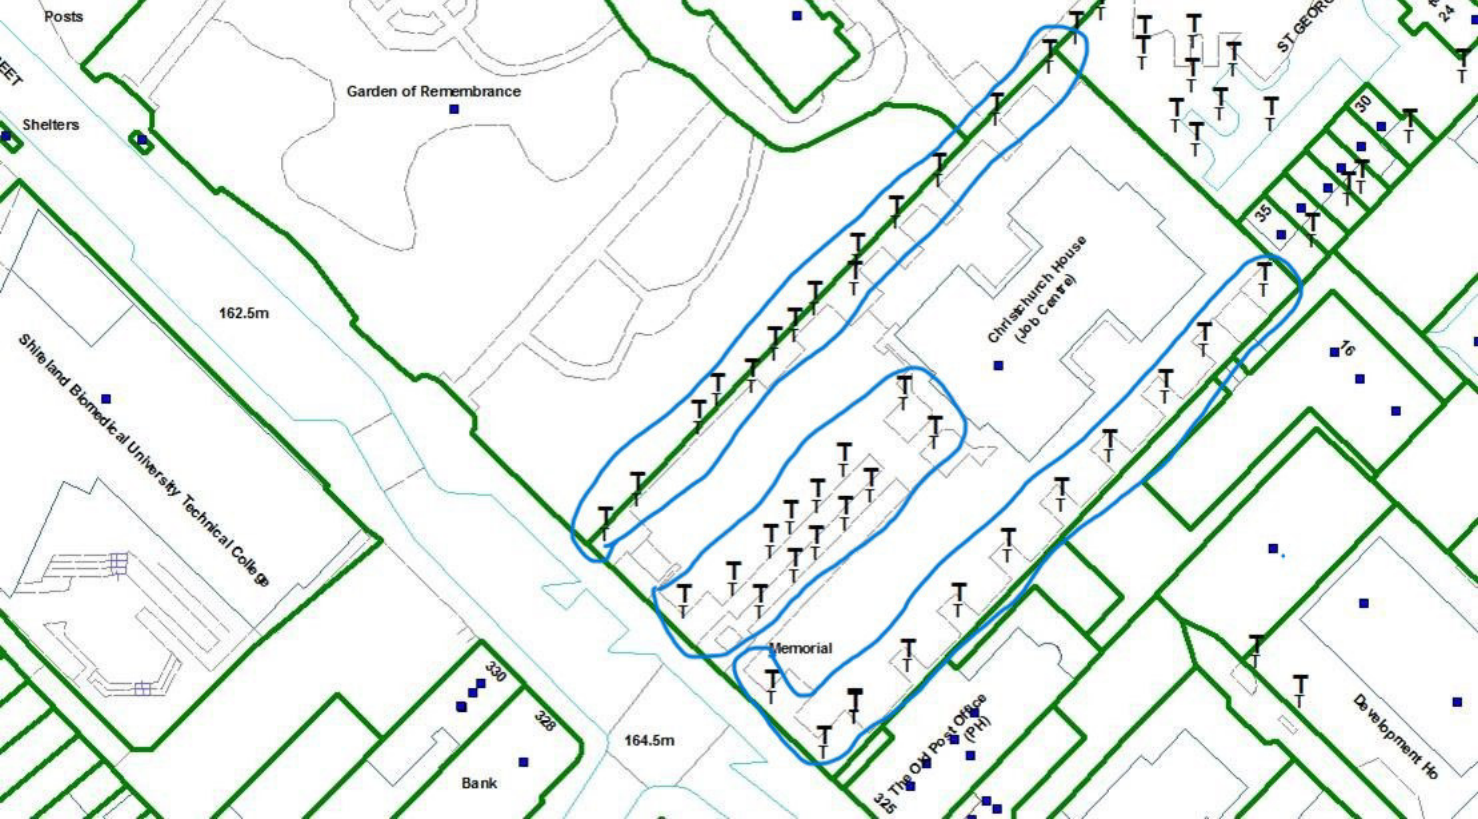 Posts
ST GEORG
24
EET
Garden of Remembrance
Shelters
30
35
Christchurch House
(Job Centre)
162.5m
16
Shireland Biomedical University Technical College
Memorial
330
328
164.5m
Bank
325
The Old Post Office
(PH)
Development Ho